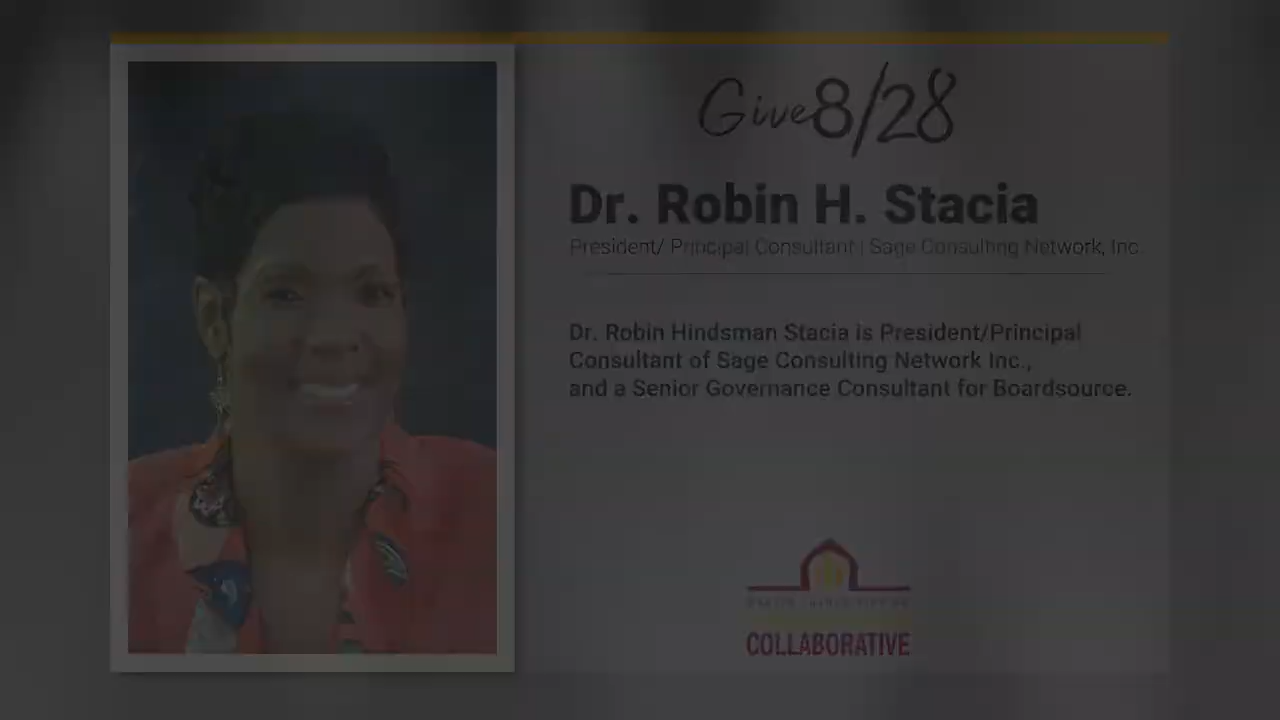 Give8/28
Dr. Robin H. Stacia
President/ Principal Consultant | Sage Consulting Network, Inc.
Dr. Robin Hindsman Stacia is President/Principal
Consultant of Sage Consulting Network Inc.,
and a Senior Governance Consultant for Boardsource.
COLLABORATIVE